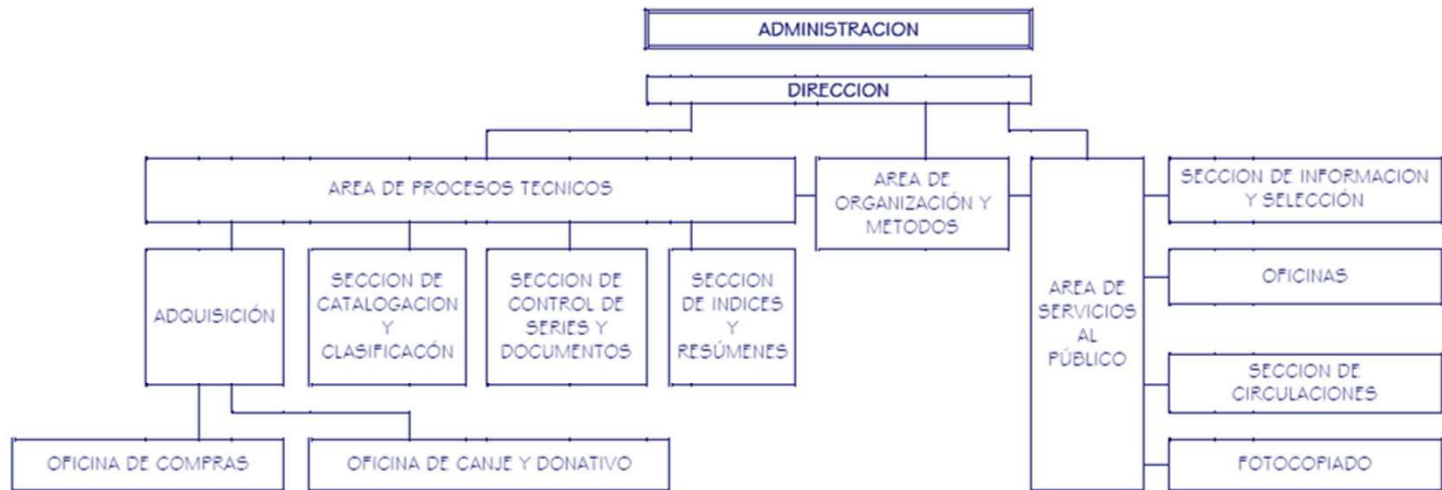 ADMINISTRACION
DIRECCION
AREA DE PROCESOS TECNICOS
AREA DE
ORGANIZACIÓN Y
METODOS
SECCION DE INFORMACION
Y SELECCIÓN
ADQUISICIÓN
SECCION DE
CATALOGACION
Y
CLASIFICACÓN
SECCION DE
CONTROL DE
SERIES Y
DOCUMENTOS
SECCION
DE INDICES
Y
RESÚMENES
AREA DE
SERVICIOS
AL
PÚBLICO
OFICINAS
SECCION DE
CIRCULACIONES
OFICINA DE COMPRAS
OFICINA DE CANJE Y DONATIVO
FOTOCOPIADO